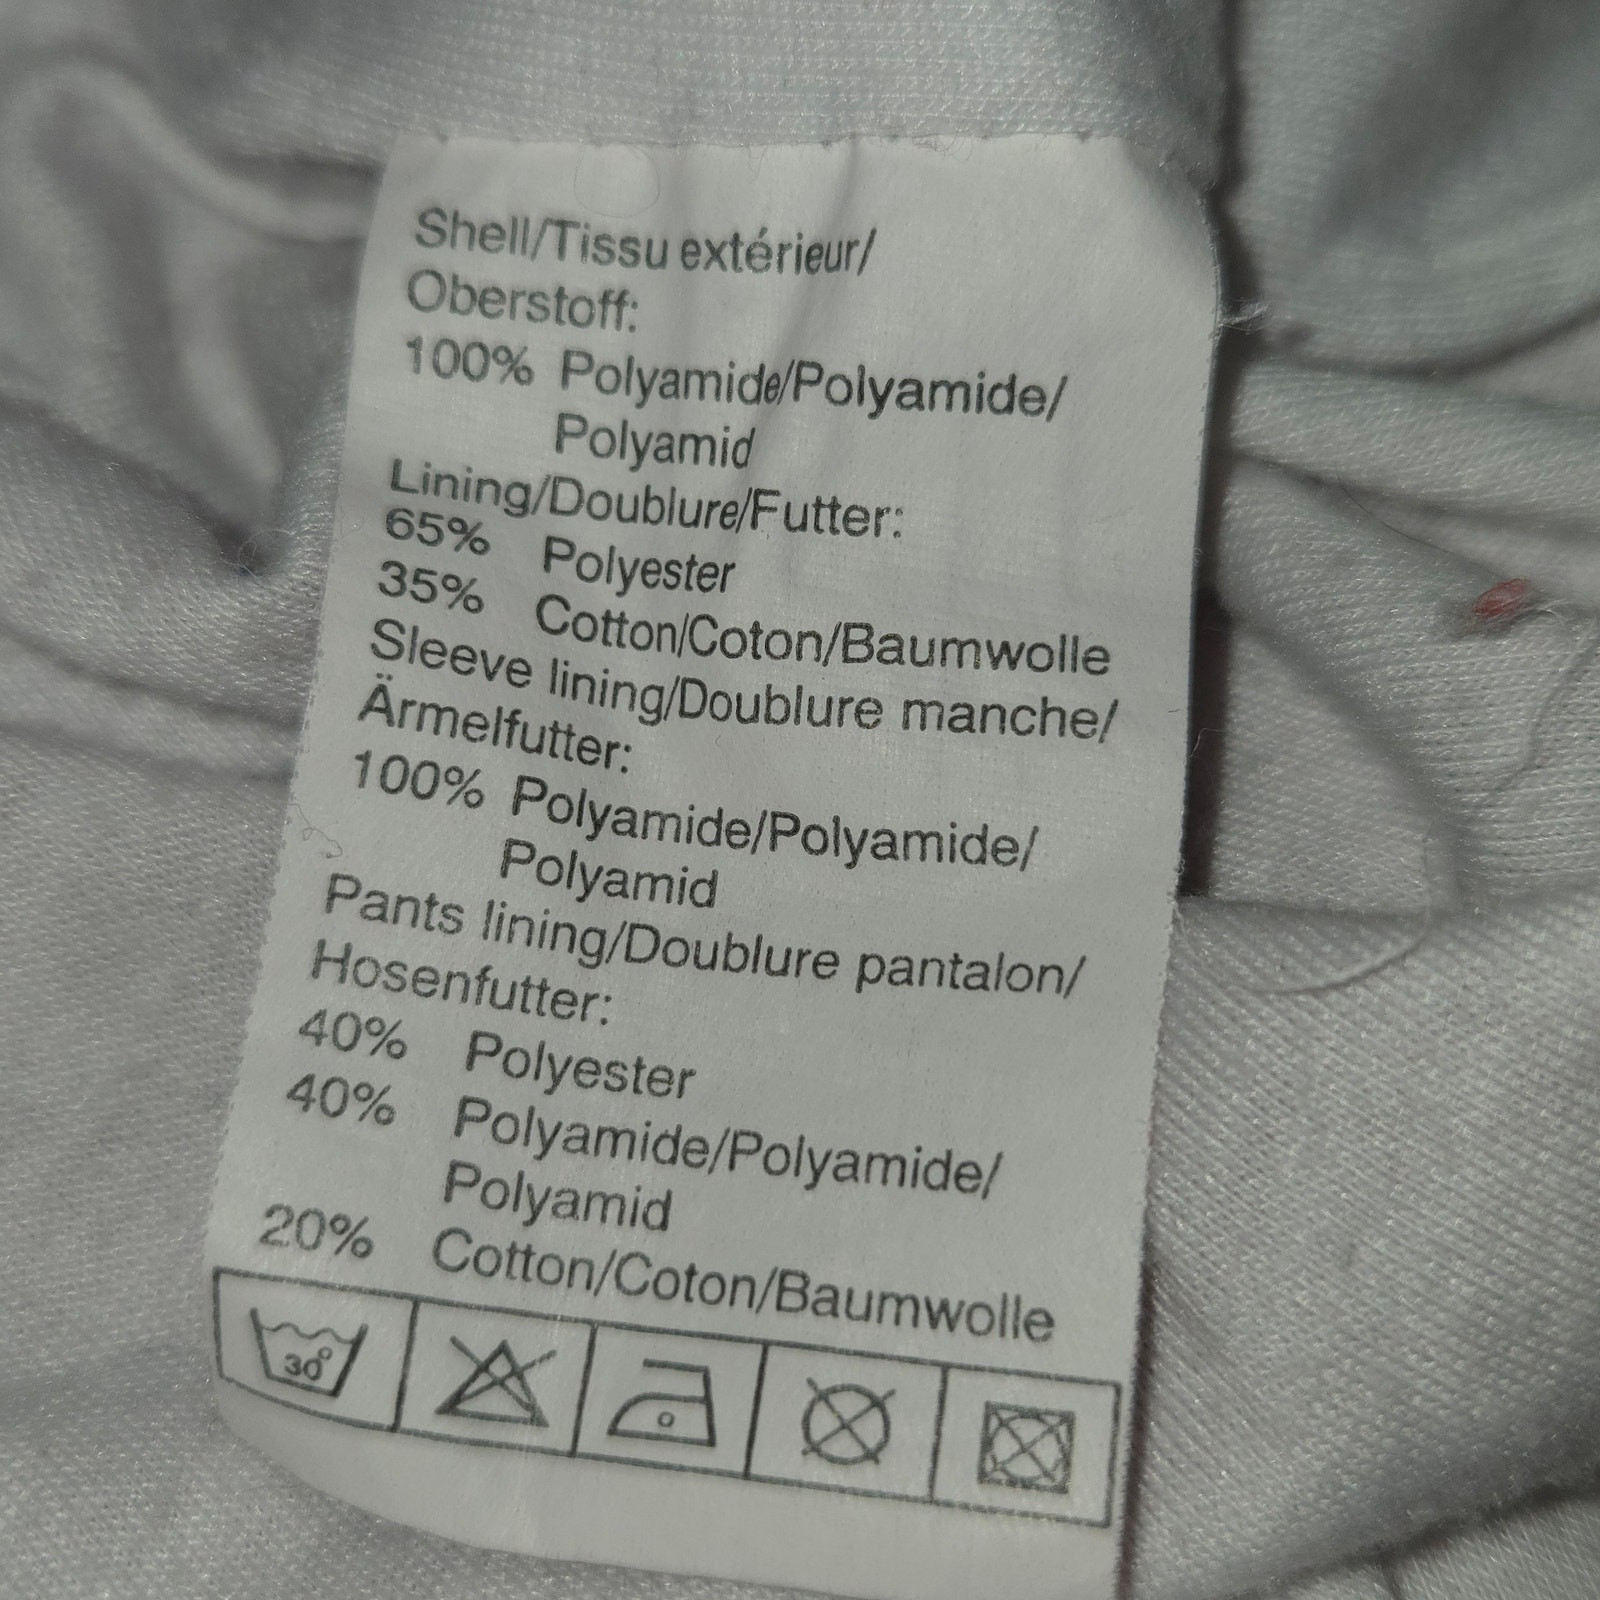 Shell/Tissu extérieur/
Oberstoff:
100% Polyamide/Polyamide/
Polyamid
Lining/Doublure/Futter:
65% Polyester
35% Cotton/Coton/Baumwolle
Sleeve lining/Doublure manche/
Ärmelfutter:
100% Polyamide/Polyamide/
Polyamid
Pants lining/Doublure pantalon/
Hosenfutter:
40% Polyester
40% Polyamide/Polyamide/
Polyamid
20% Cotton/Coton/Baumwolle
30°